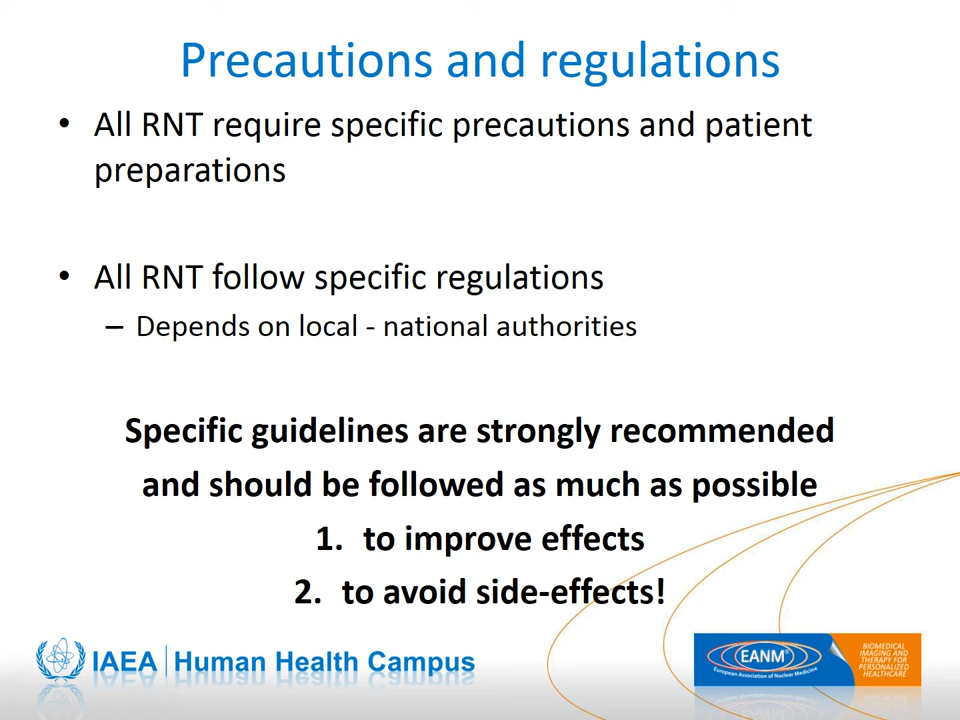 Precautions and regulations
• All RNT require specific precautions and patient
preparations
• All RNT follow specific regulations
– Depends on local - national authorities
Specific guidelines are strongly recommended
and should be followed as much as possible
1. to improve effects
2. to avoid side-effects!
IAEA | Human Health Campus
EANM®
European Association of Nuclear Medicine
BIOMEDICAL
IMAGING AND
THERAPY FOR
PERSONALIZED
HEALTHCARE